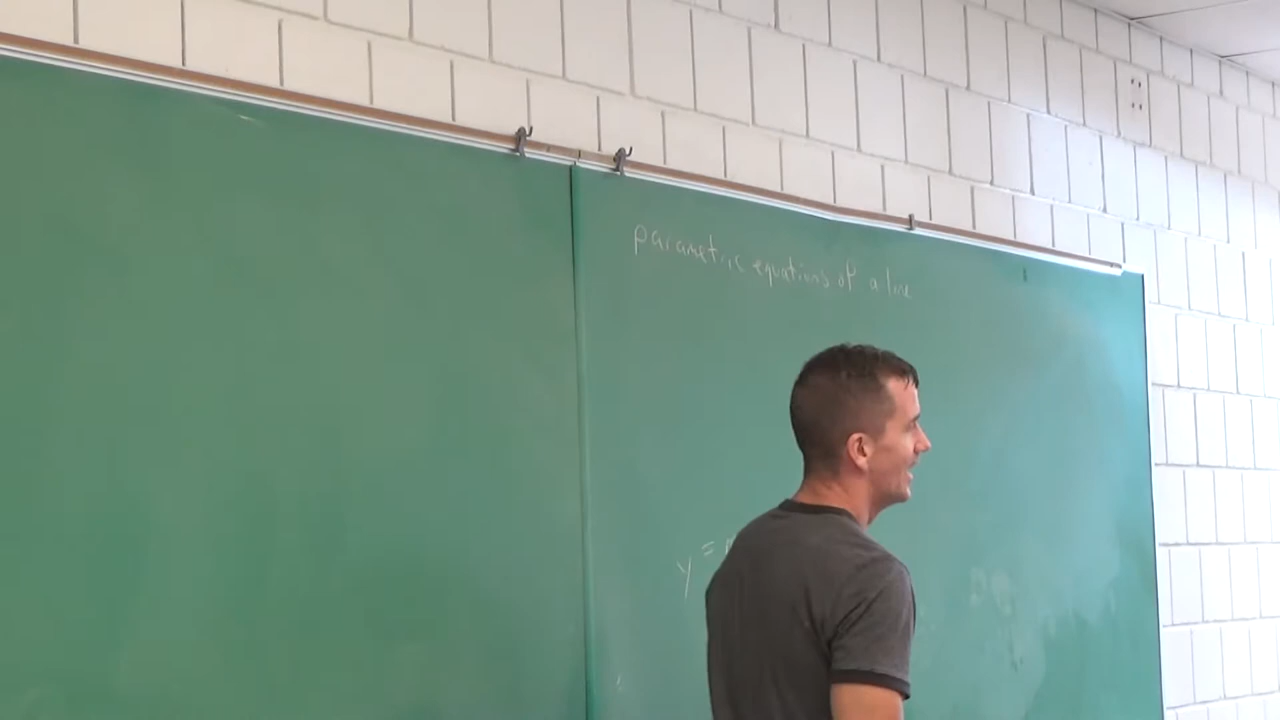 parametric equations of a line
y =